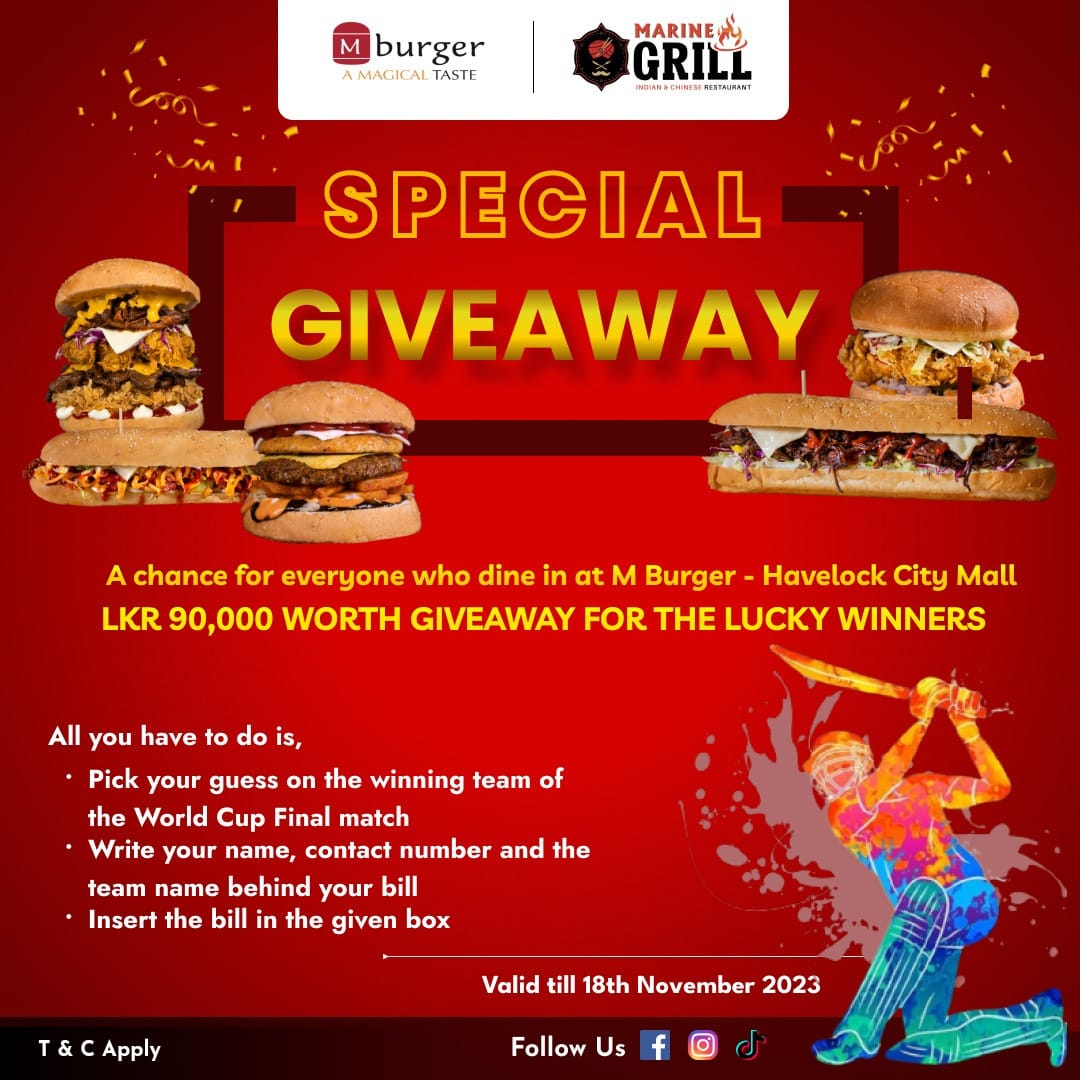 M burger
A MAGICAL TASTE
MARINE
GRILL
INDIAN & CHINESE RESTAURANT
SPECIAL
GIVEAWAY
A chance for everyone who dine in at M Burger - Havelock City Mall
LKR 90,000 WORTH GIVEAWAY FOR THE LUCKY WINNERS
All you have to do is,
• Pick your guess on the winning team of
the World Cup Final match
• Write your name, contact number and the
team name behind your bill
• Insert the bill in the given box
Valid till 18th November 2023
T & C Apply
Follow Us